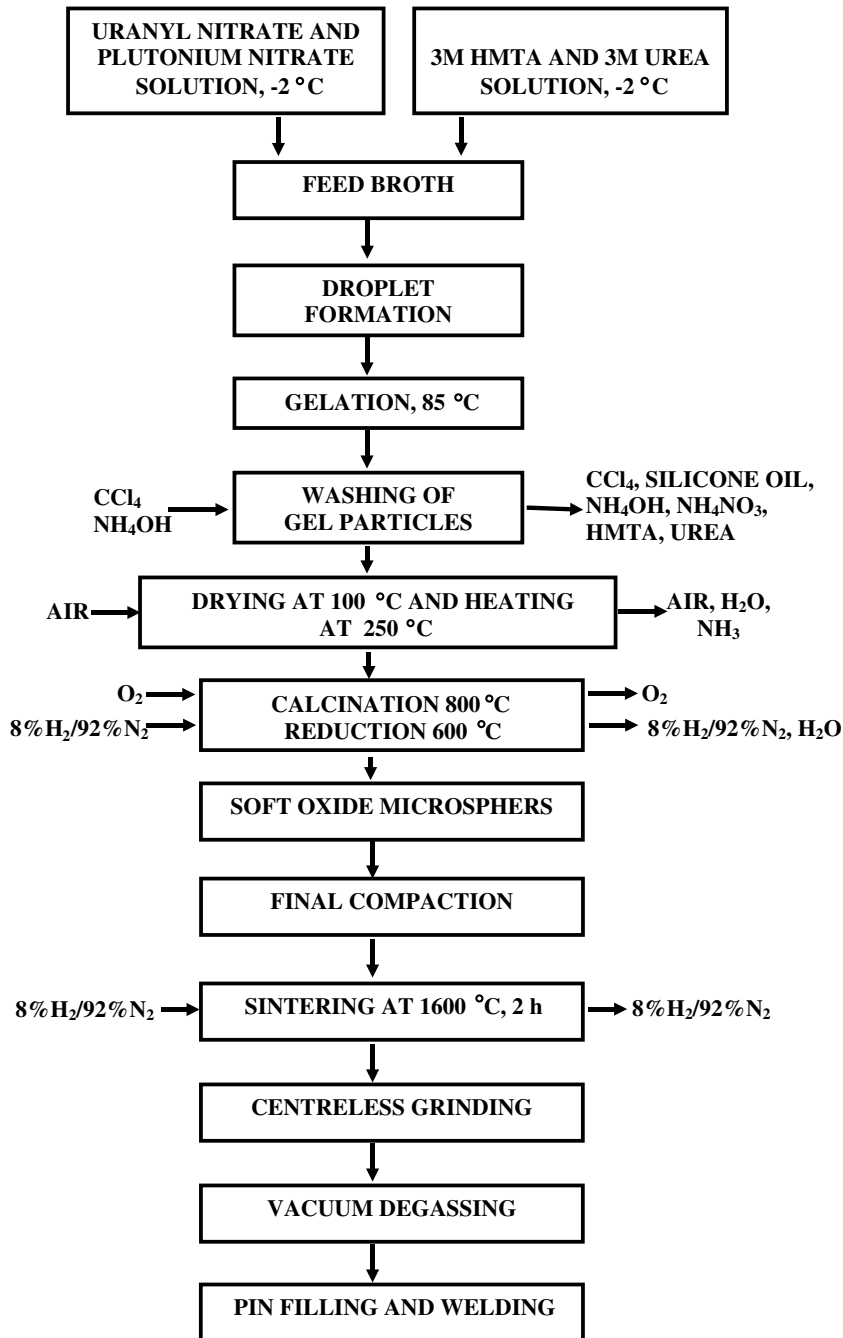 URANYL NITRATE AND
PLUTONIUM NITRATE
SOLUTION, -2 °C
3M HMTA AND 3M UREA
SOLUTION, -2 °C
FEED BROTH
DROPLET
FORMATION
GELATION, 85 °C
CCl4
NH4OH
WASHING OF
GEL PARTICLES
CCl4, SILICONE OIL,
NH4OH, NH4NO3,
HMTA, UREA
AIR
DRYING AT 100 °C AND HEATING
AT 250 °C
AIR, H2O,
NH3
O2
8%H2/92%N2
CALCINATION 800 °C
REDUCTION 600 °C
O2
8%H2/92%N2, H2O
SOFT OXIDE MICROSPHERS
FINAL COMPACTION
8%H2/92%N2
SINTERING AT 1600 °C, 2 h
8%H2/92%N2
CENTRELESS GRINDING
VACUUM DEGASSING
PIN FILLING AND WELDING